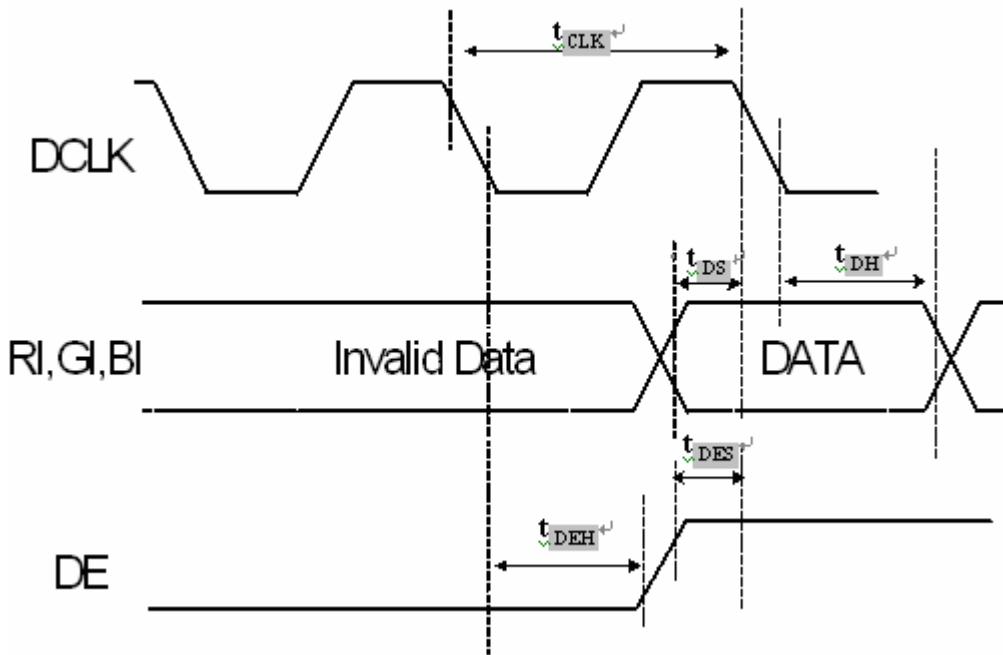 tCLK
DCLK
tDS
tDH
RI,GI,BI
Invalid Data
DATA
tDES
tDEH
DE